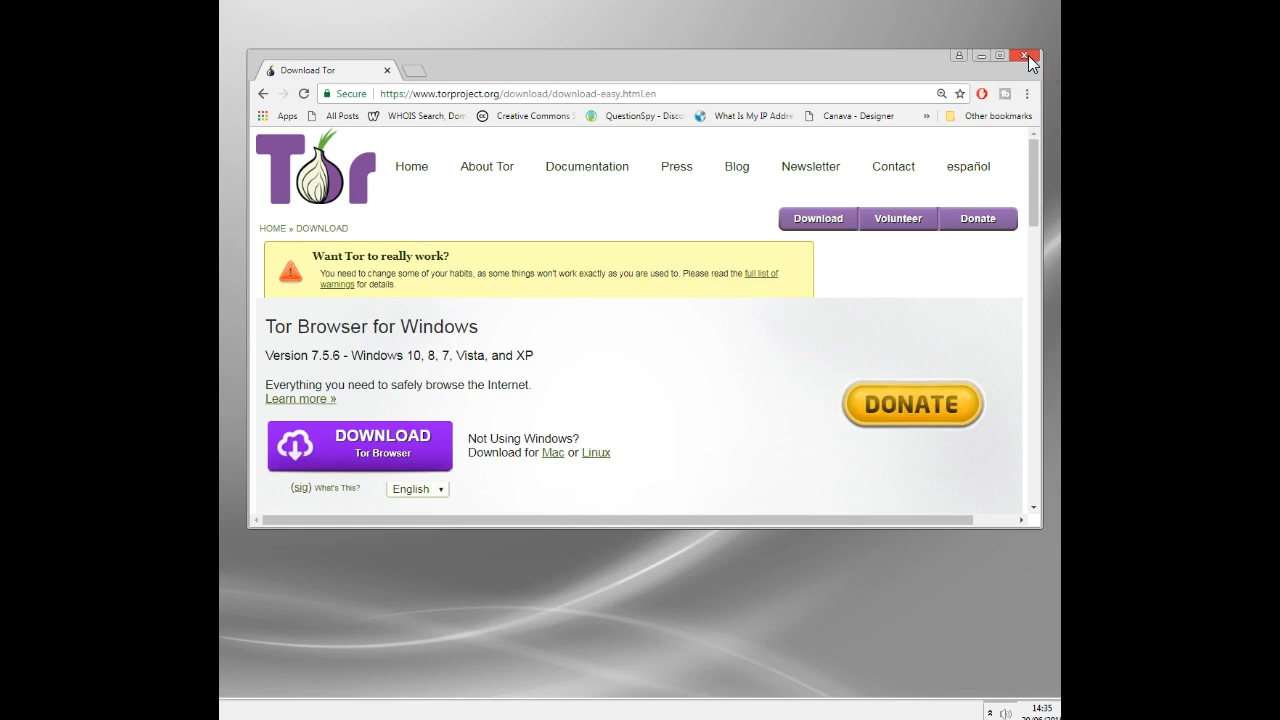 Download Tor
Secure https://www.torproject.org/download/download-easy.html.en
Apps All Posts WHOIS Search, Dom Creative Commons QuestionSpy - Disc What Is My IP Addre Canava - Designer » Other bookmarks
Tor
Home About Tor Documentation Press Blog Newsletter Contact español
Download Volunteer Donate
HOME » DOWNLOAD
Want Tor to really work?
You need to change some of your habits, as some things won't work exactly as you are used to. Please read the full list of
warnings for details.
Tor Browser for Windows
Version 7.5.6 - Windows 10, 8, 7, Vista, and XP
Everything you need to safely browse the Internet.
Learn more »
DONATE
DOWNLOAD
Tor Browser
Not Using Windows?
Download for Mac or Linux
(sig) What's This?
English
14:35